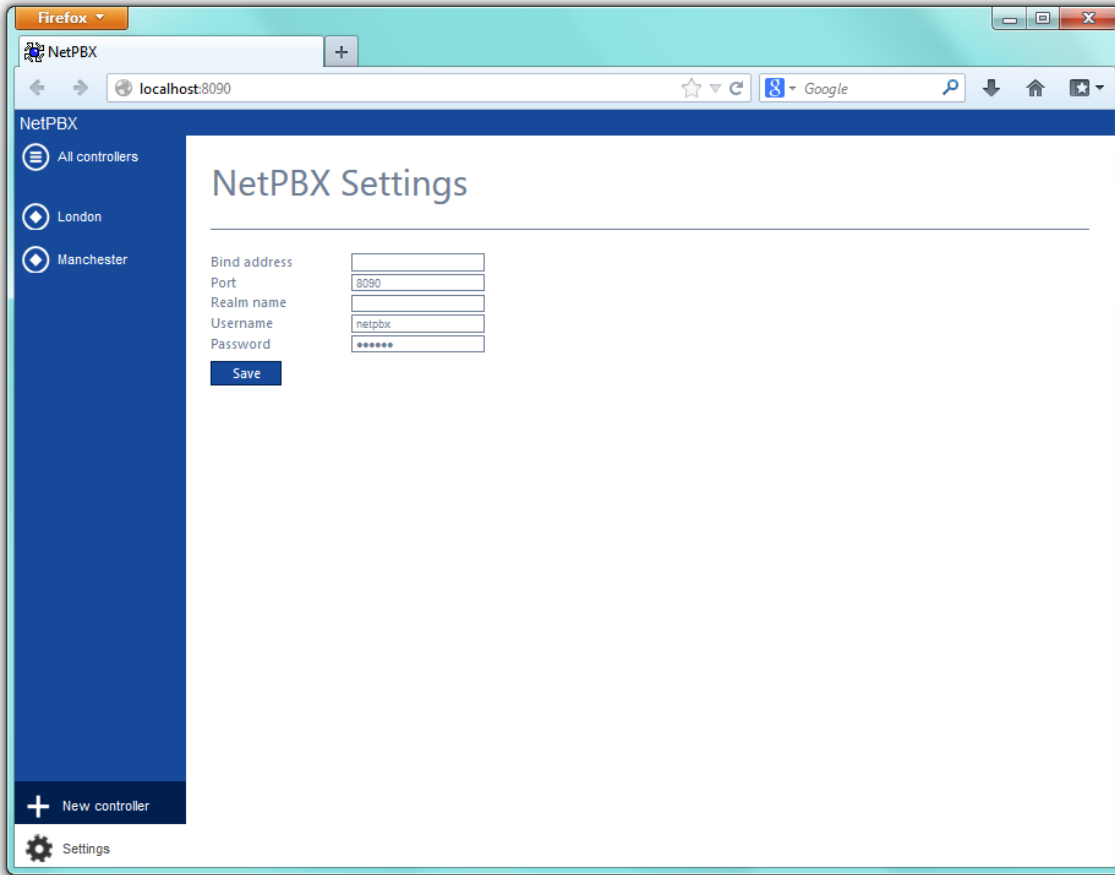 Firefox
NetPBX
localhost:8090
Google
NetPBX
All controllers
London
Manchester
NetPBX Settings
Bind address
Port 8090
Realm name
Username netpbx
Password ••••••
Save
New controller
Settings